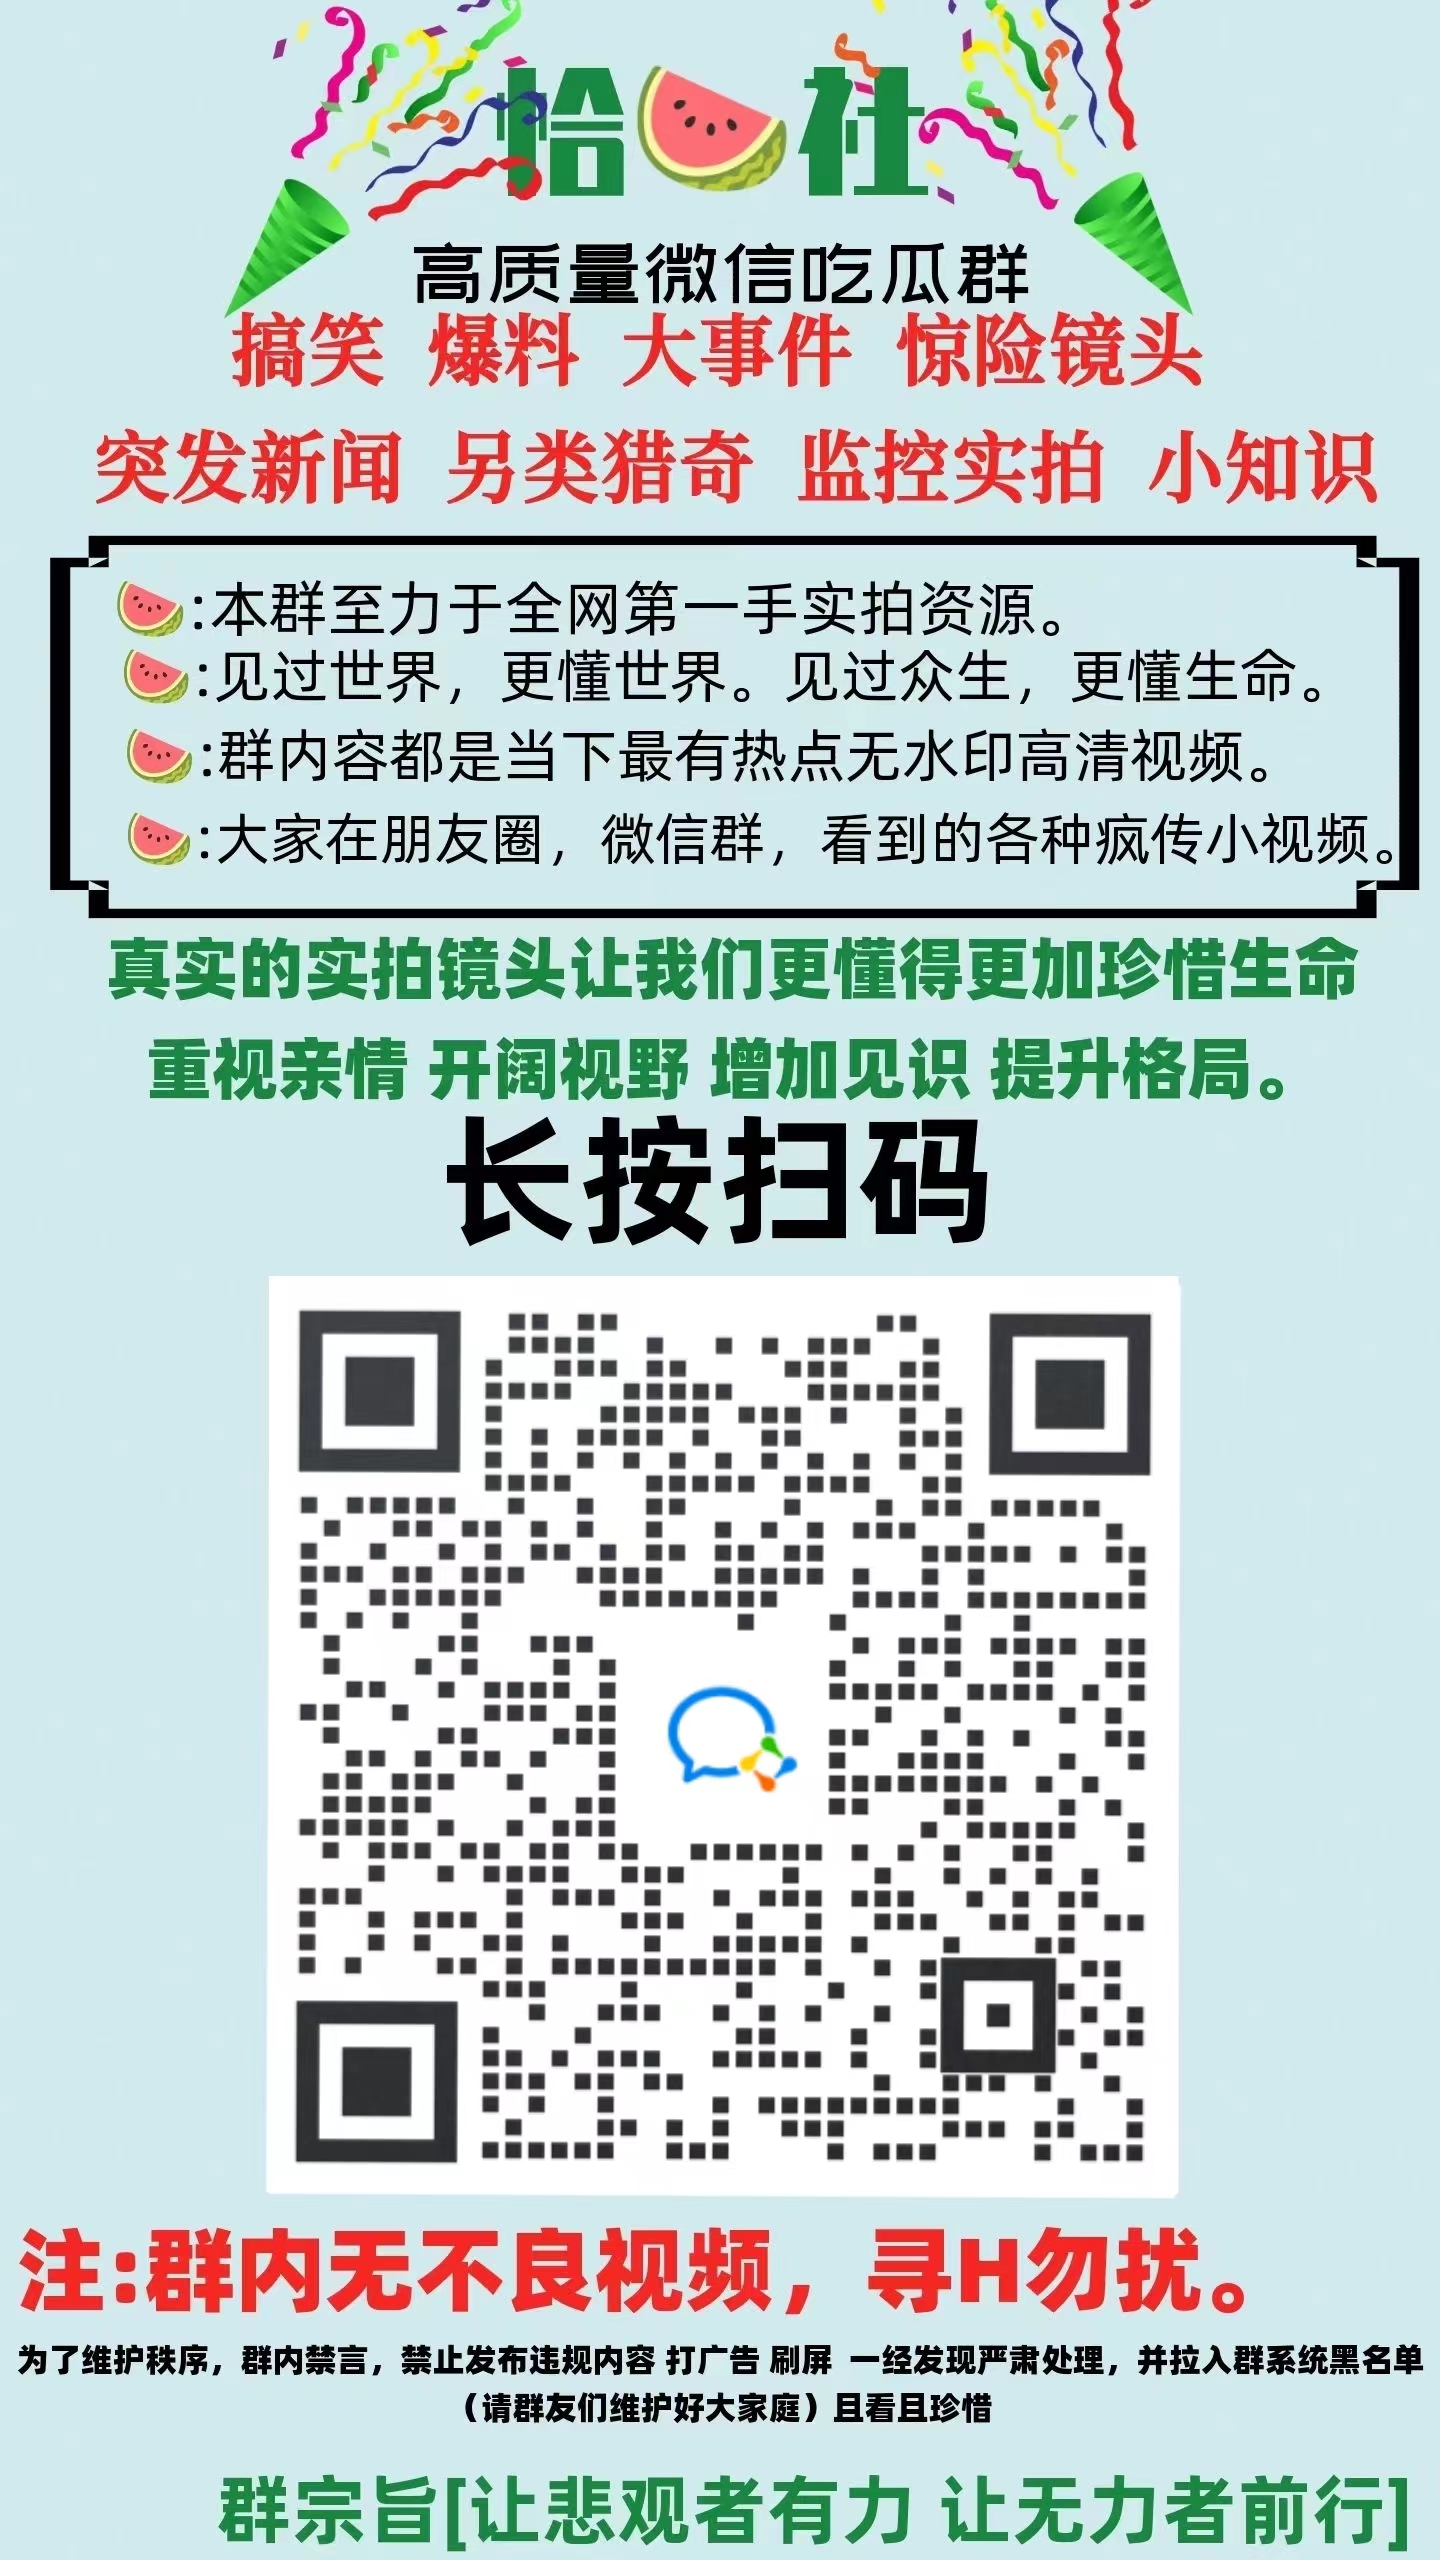 恰🍉社
高质量微信吃瓜群
搞笑 爆料 大事件 惊险镜头
突发新闻 另类猎奇 监控实拍 小知识
🍉:本群至力于全网第一手实拍资源。
🍉:见过世界，更懂世界。见过众生，更懂生命。
🍉:群内容都是当下最有热点无水印高清视频。
🍉:大家在朋友圈，微信群，看到的各种疯传小视频。
真实的实拍镜头让我们更懂得更加珍惜生命
重视亲情 开阔视野 增加见识 提升格局。
长按扫码
注:群内无不良视频，寻H勿扰。
为了维护秩序，群内禁言，禁止发布违规内容 打广告 刷屏 一经发现严肃处理，并拉入群系统黑名单
（请群友们维护好大家庭）且看且珍惜
群宗旨[让悲观者有力 让无力者前行]